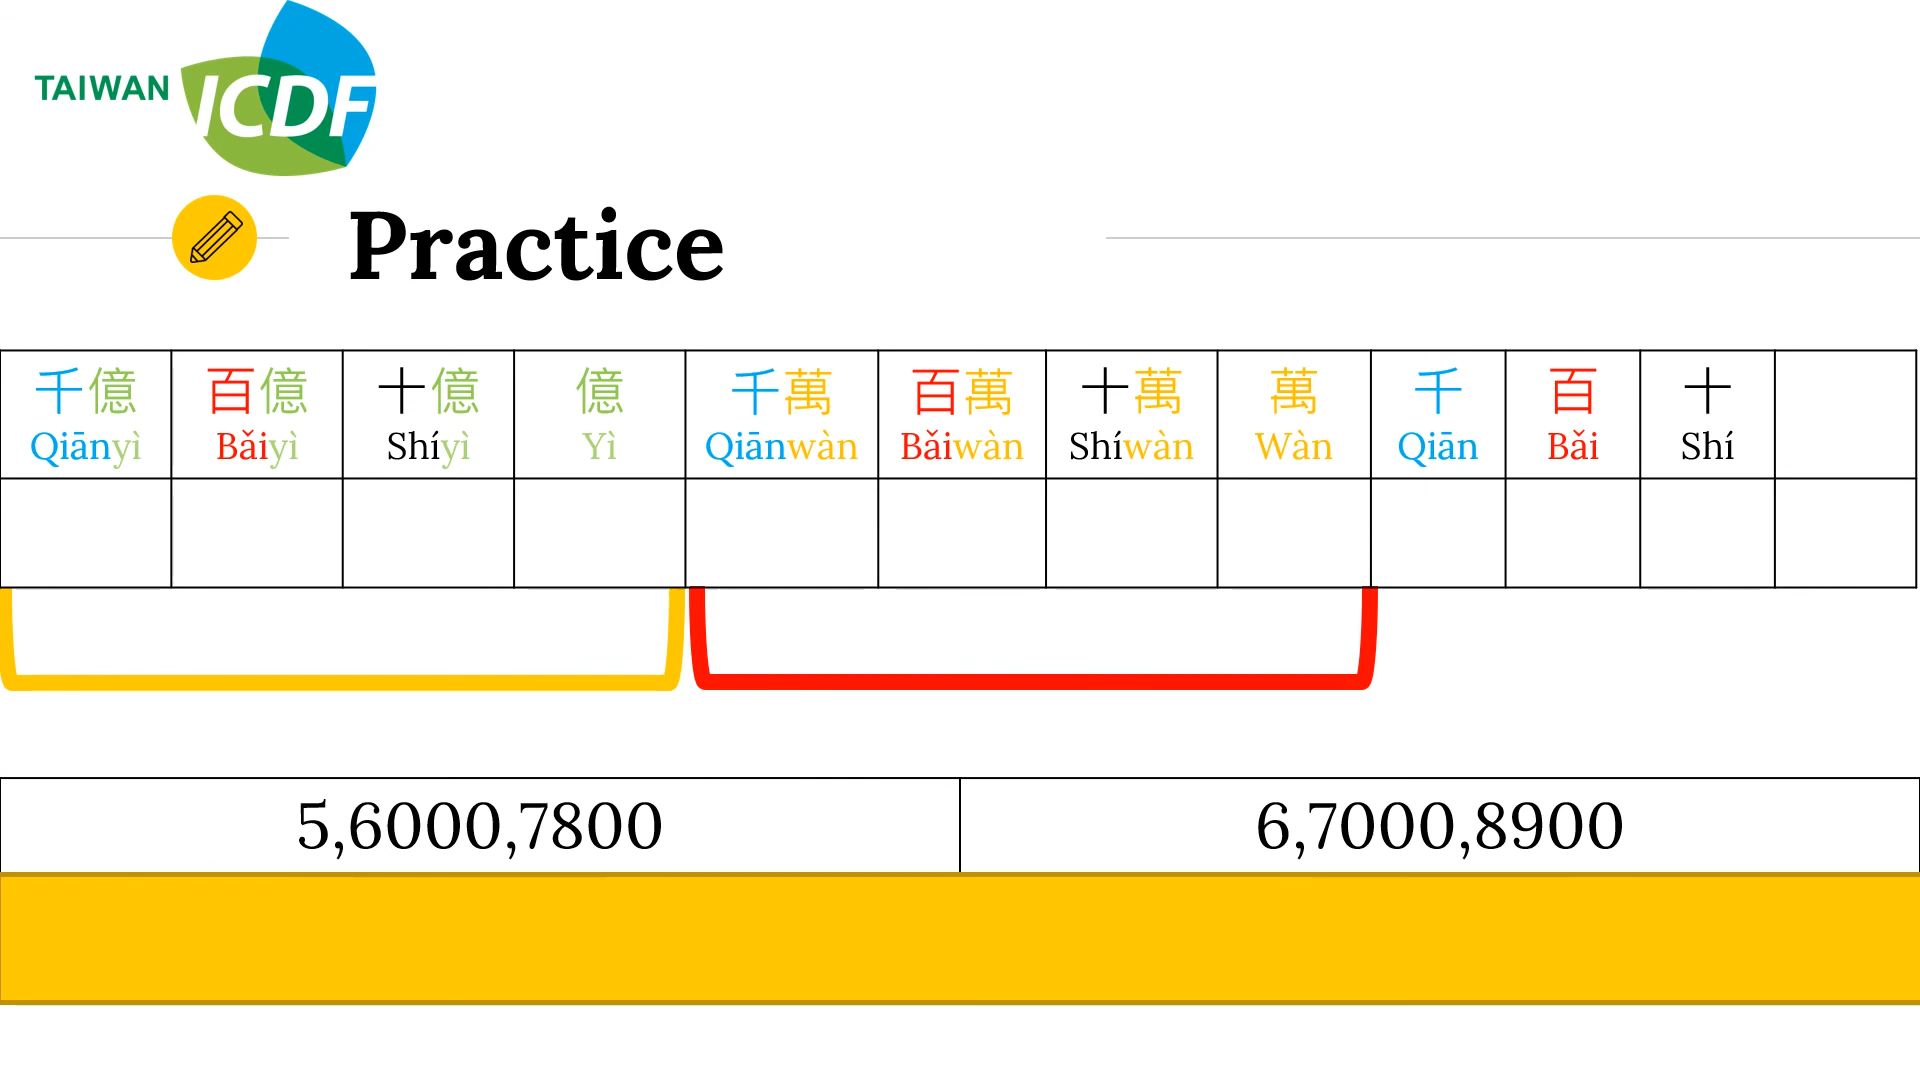 TAIWAN ICDF
Practice
千億 百億 十億 億 千萬 百萬 十萬 萬 千 百 十
Qiānyì Bǎiyì Shíyì Yì Qiānwàn Bǎiwàn Shíwàn Wàn Qiān Bǎi Shí
5,6000,7800 6,7000,8900